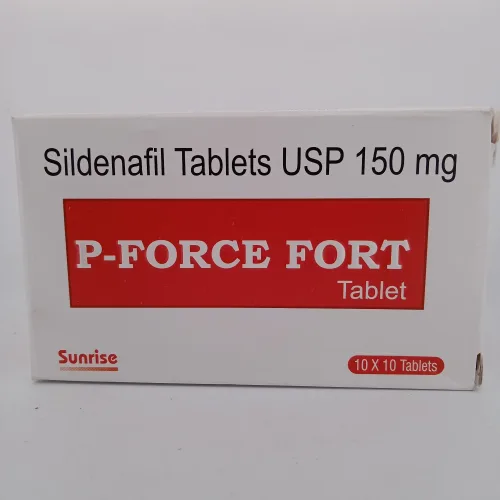 Sildenafil Tablets USP 150 mg
P-FORCE FORT
Tablet
Sunrise
10 X 10 Tablets